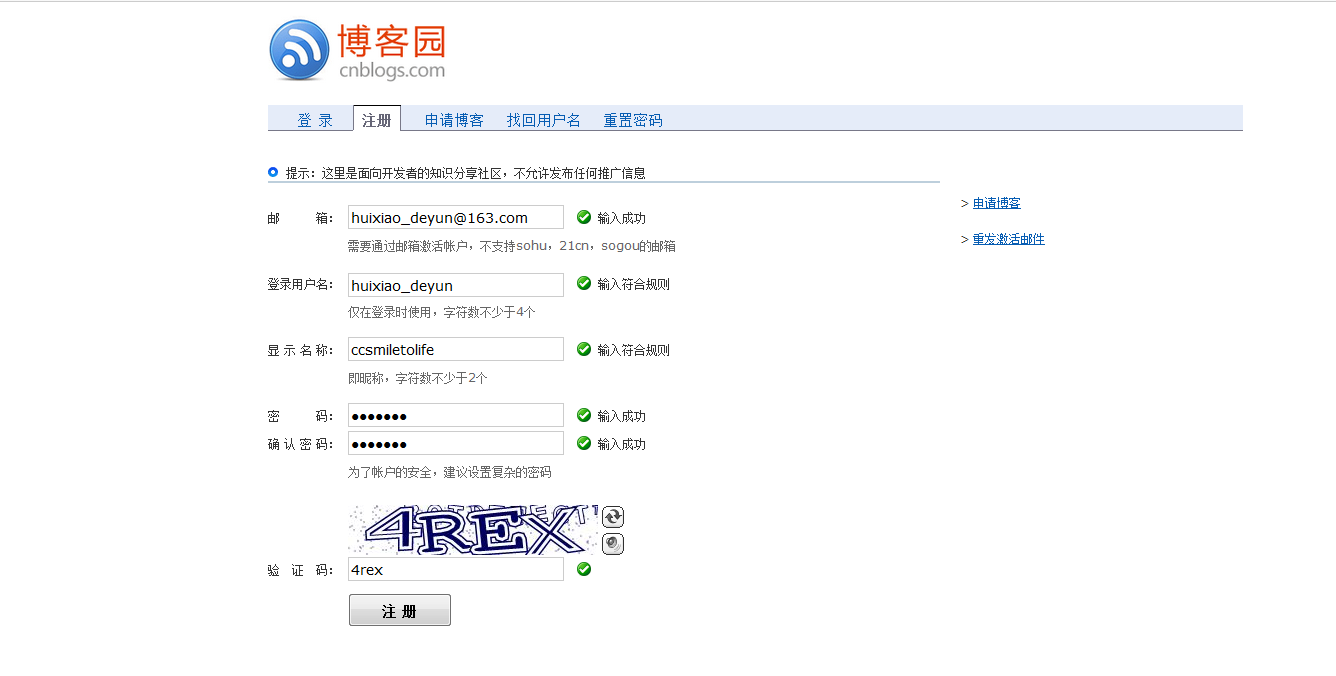 博客园
cnblogs.com
登 录 注册 申请博客 找回用户名 重置密码
提示：这里是面向开发者的知识分享社区，不允许发布任何推广信息
> 申请博客
邮 箱： huixiao_deyun@163.com 输入成功
需要通过邮箱激活帐户，不支持sohu，21cn，sogou的邮箱
> 重发激活邮件
登录用户名： huixiao_deyun 输入符合规则
仅在登录时使用，字符数不少于4个
显 示 名 称： ccsmiletolife 输入符合规则
即昵称，字符数不少于2个
密 码： ●●●●●●● 输入成功
确 认 密 码： ●●●●●●● 输入成功
为了帐户的安全，建议设置复杂的密码
4REX
验 证 码： 4rex
注 册